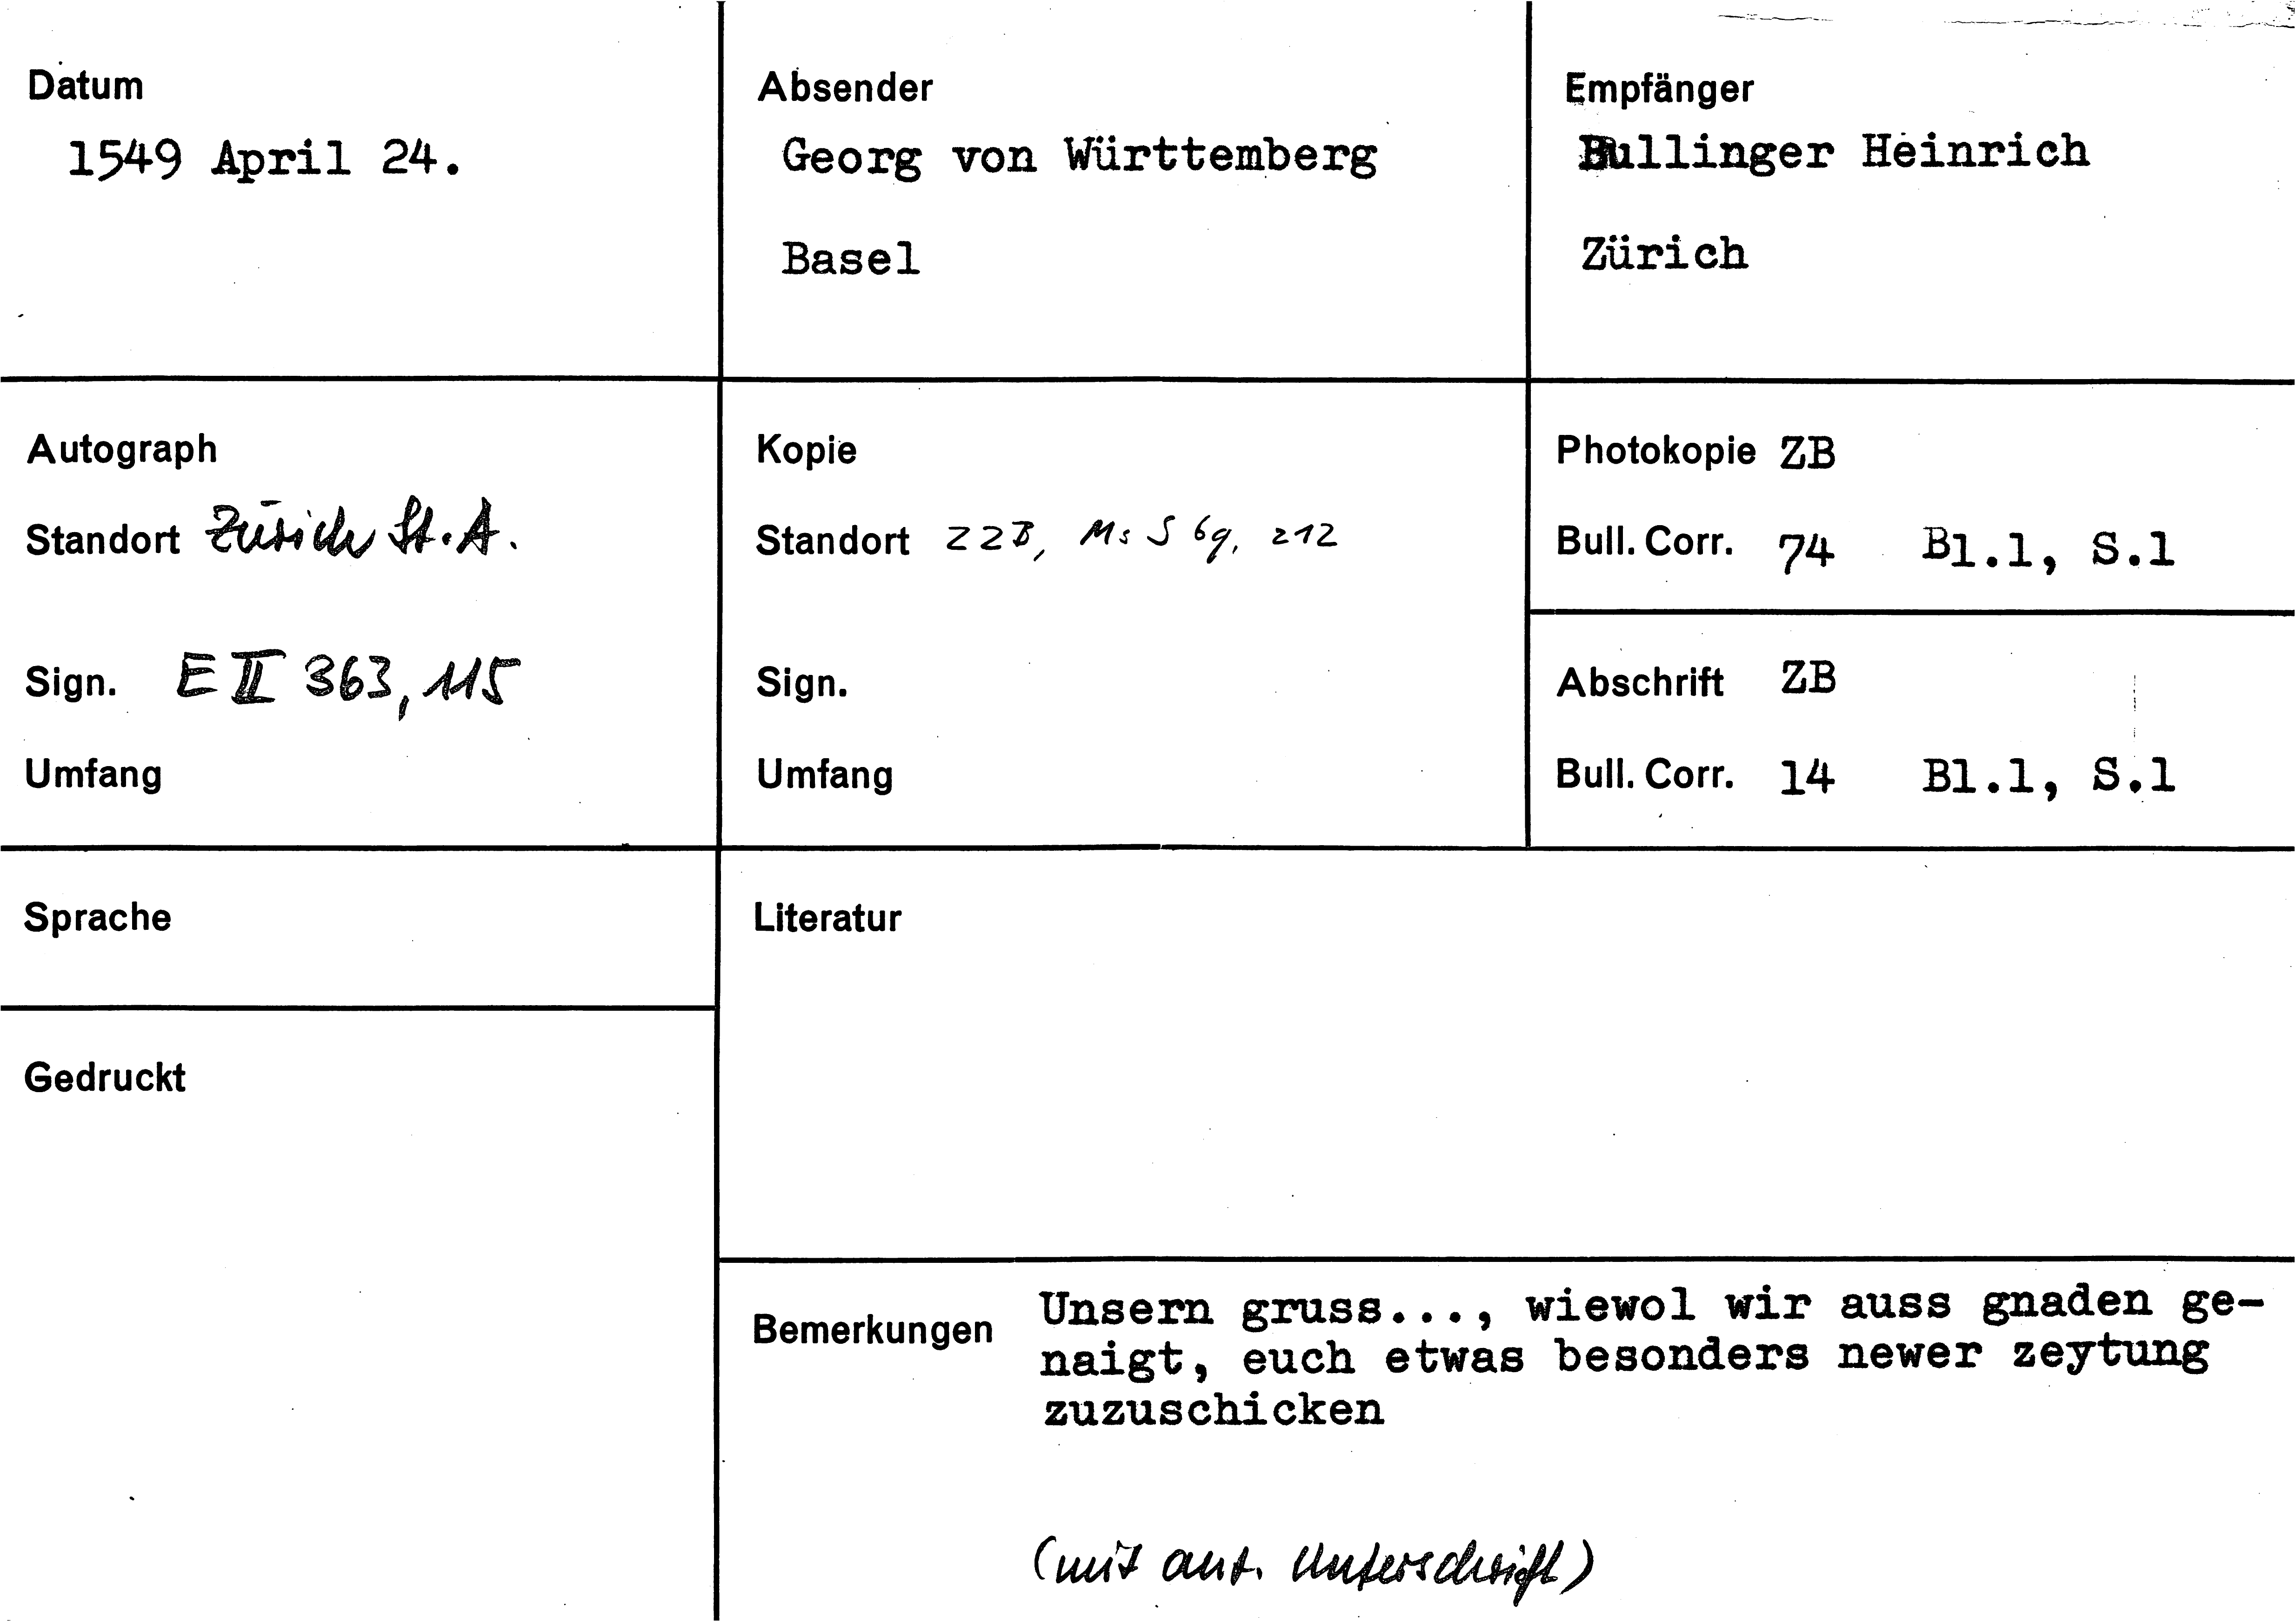 Datum
1549 April 24.
Absender
Georg von Württemberg
Basel
Empfänger
Bullinger Heinrich
Zürich
Autograph
Standort Zürich St.A.
Sign. E II 363, 115
Umfang
Kopie
Standort ZZB, Ms S 69, 212
Sign.
Umfang
Photokopie ZB
Bull. Corr. 74 Bl.1, S.1
Abschrift ZB
Bull. Corr. 14 Bl.1, S.1
Sprache
Gedruckt
Literatur
Bemerkungen Unsern gruss..., wiewol wir auss gnaden ge-
naigt, euch etwas besonders newer zeytung
zuzuschicken
(mit aut. Unterschrift)